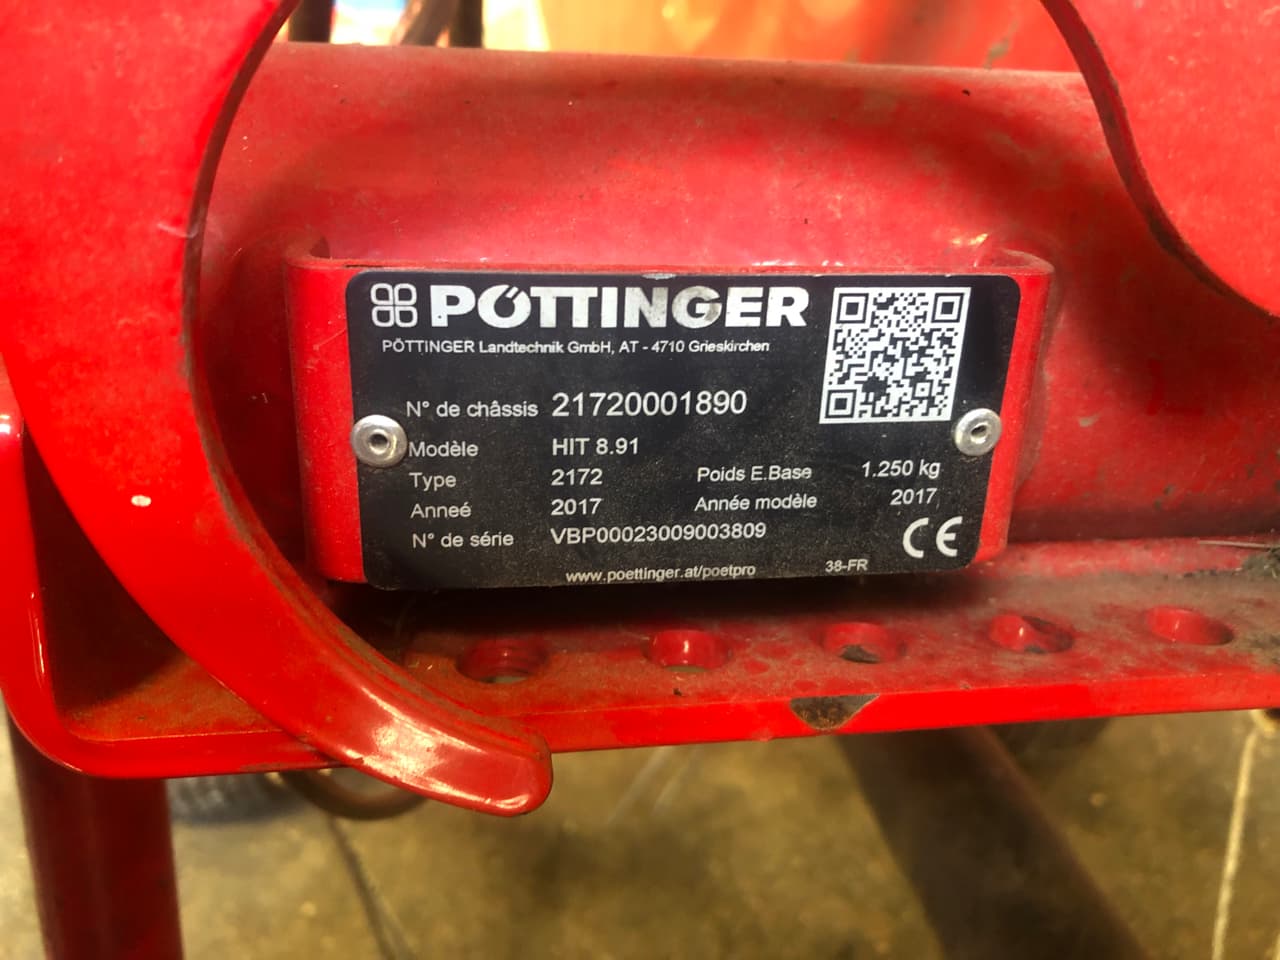 PÖTTINGER
PÖTTINGER Landtechnik GmbH, AT - 4710 Grieskirchen
N° de châssis 21720001890
Modèle HIT 8.91
Type 2172 Poids E.Base 1.250 kg
Anneé 2017 Année modèle 2017
N° de série VBP00023009003809
CE
www.poettinger.at/poetpro 38-FR